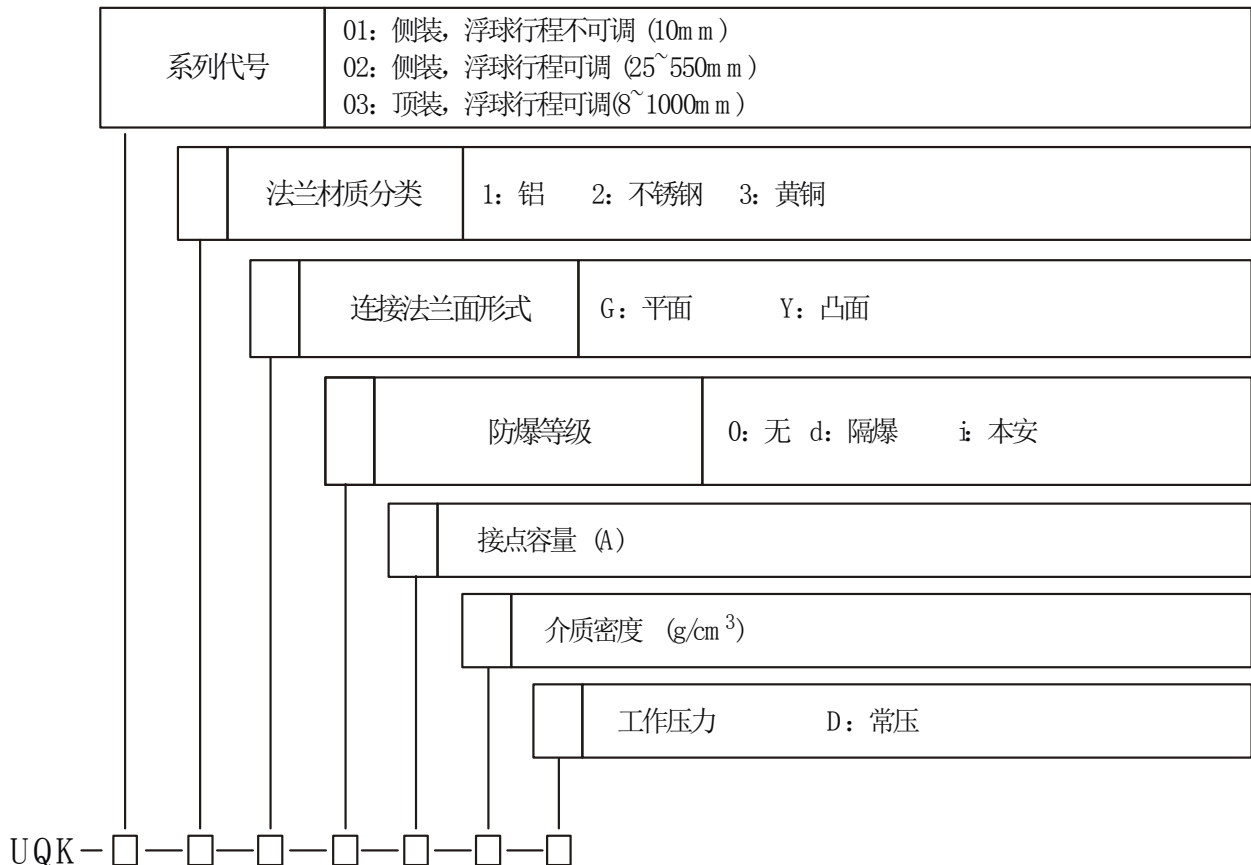 系列代号
01: 侧装, 浮球行程不可调 (10mm)
02: 侧装, 浮球行程可调 (25~550mm)
03: 顶装, 浮球行程可调(8~1000mm)
法兰材质分类 1: 铝 2: 不锈钢 3: 黄铜
连接法兰面形式 G: 平面 Y: 凸面
防爆等级 0: 无 d: 隔爆 i: 本安
接点容量 (A)
介质密度 (g/cm³)
工作压力 D: 常压
UQK-□-□-□-□-□-□-□